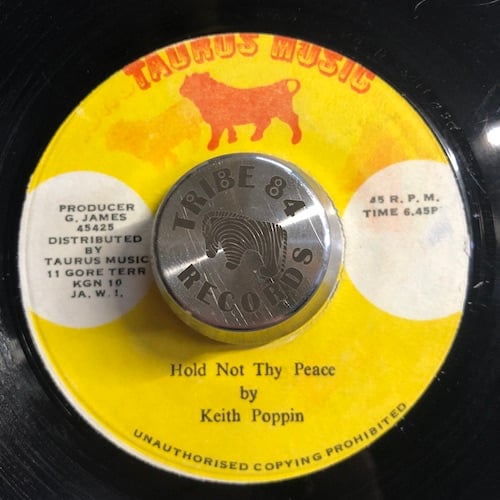 TAURUS MUSIC
PRODUCER
G. JAMES
45425
DISTRIBUTED
BY
TAURUS MUSIC
11 GORE TERR
KGN 10
JA. W. I.
TRIBE 84
RECORDS
45 R. P. M.
TIME 6.45
Hold Not Thy Peace
by
Keith Poppin
UNAUTHORISED COPYING PROHIBITED